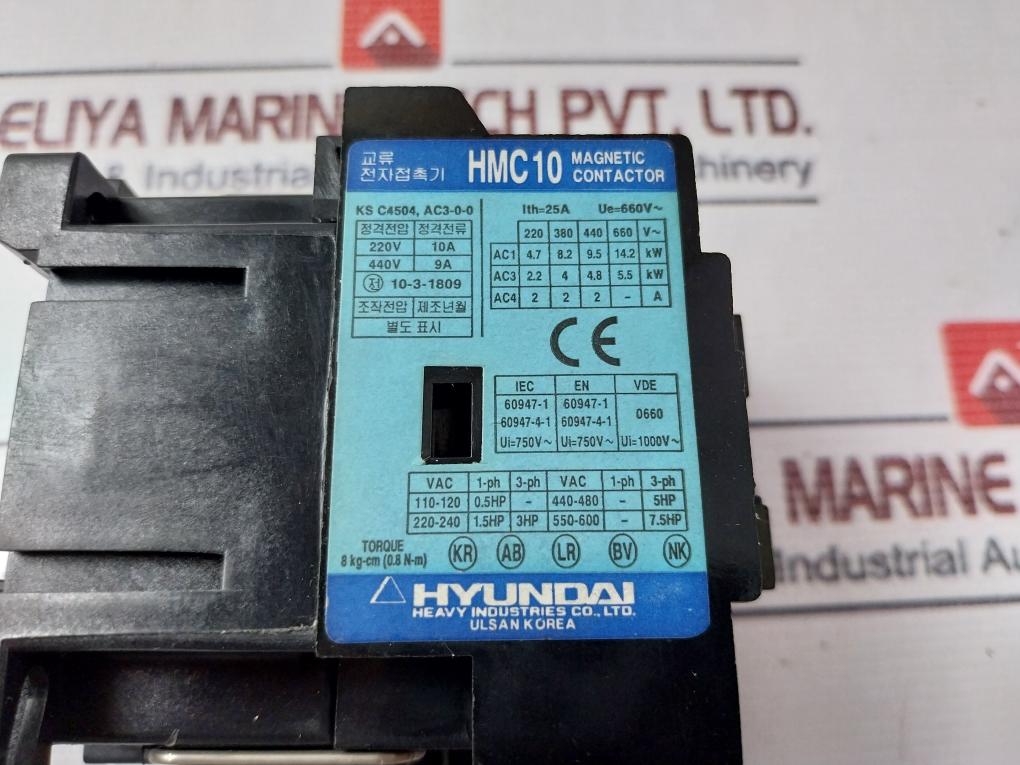 ELIYA MARINE TECH PVT. LTD.
& Industrial Machinery
교류
전자접촉기
HMC10 MAGNETIC
CONTACTOR
KS C4504, AC3-0-0
정격전압 정격전류
220V 10A
440V 9A
전 10-3-1809
조작전압 제조년월
별도 표시
Ith=25A Ue=660V~
220 380 440 660 V~
AC1 4.7 8.2 9.5 14.2 kW
AC3 2.2 4 4.8 5.5 kW
AC4 2 2 2 - A
CE
IEC EN VDE
60947-1 60947-1 0660
60947-4-1 60947-4-1
Ui=750V~ Ui=750V~ Ui=1000V~
VAC 1-ph 3-ph VAC 1-ph 3-ph
110-120 0.5HP - 440-480 - 5HP
220-240 1.5HP 3HP 550-600 - 7.5HP
TORQUE
8 kg-cm (0.8 N-m)
KR AB LR BV NK
HYUNDAI
HEAVY INDUSTRIES CO., LTD.
ULSAN KOREA
MARINE
Industrial Au